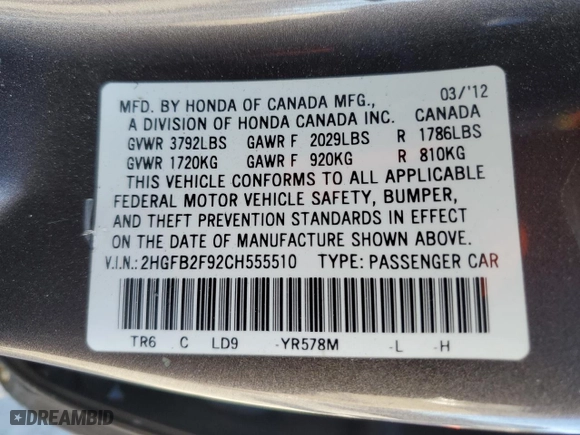 03/'12
MFD. BY HONDA OF CANADA MFG.,
A DIVISION OF HONDA CANADA INC. CANADA
GVWR 3792LBS GAWR F 2029LBS R 1786LBS
GVWR 1720KG GAWR F 920KG R 810KG
THIS VEHICLE CONFORMS TO ALL APPLICABLE
FEDERAL MOTOR VEHICLE SAFETY, BUMPER,
AND THEFT PREVENTION STANDARDS IN EFFECT
ON THE DATE OF MANUFACTURE SHOWN ABOVE.
V.I.N.: 2HGFB2F92CH555510 TYPE: PASSENGER CAR
TR6 C LD9 -YR578M -L -H
DREAMBID